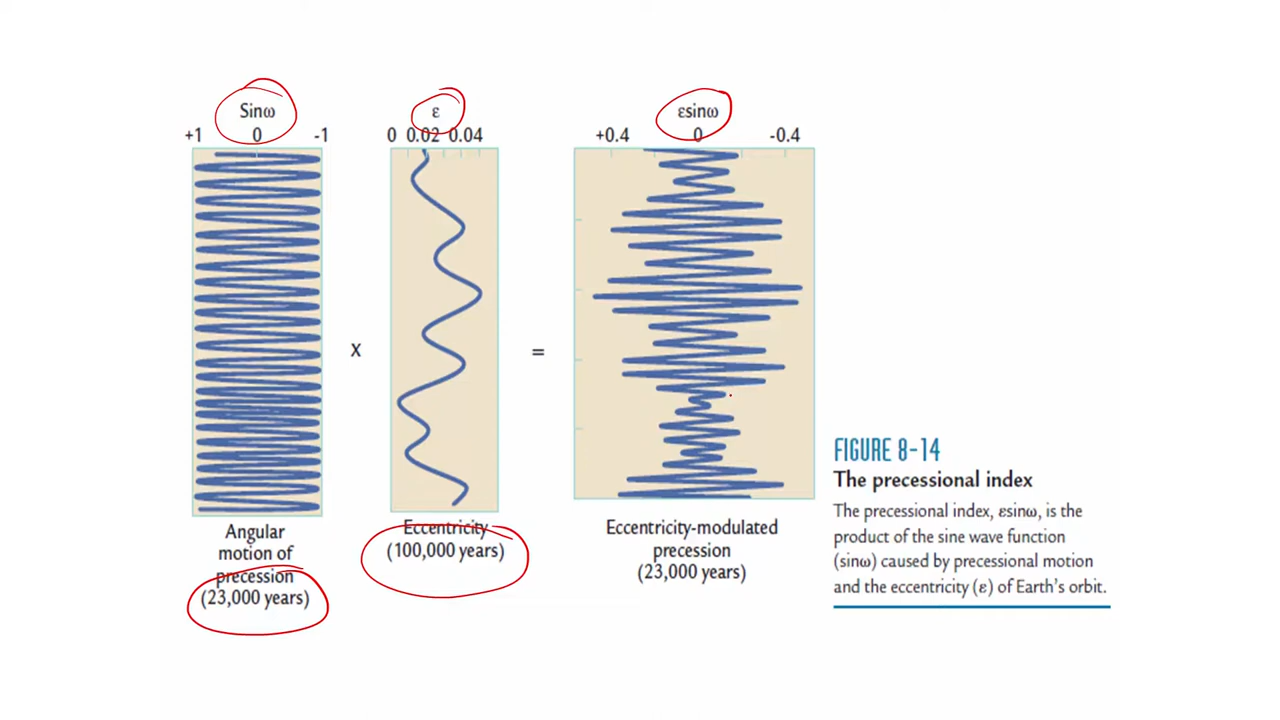 Sinω
+1 0 -1
ε
0 0.02 0.04
εsinω
+0.4 0 -0.4
x
=
Angular
motion of
precession
(23,000 years)
Eccentricity
(100,000 years)
Eccentricity-modulated
precession
(23,000 years)
FIGURE 8-14
The precessional index
The precessional index, εsinω, is the
product of the sine wave function
(sinω) caused by precessional motion
and the eccentricity (ε) of Earth's orbit.